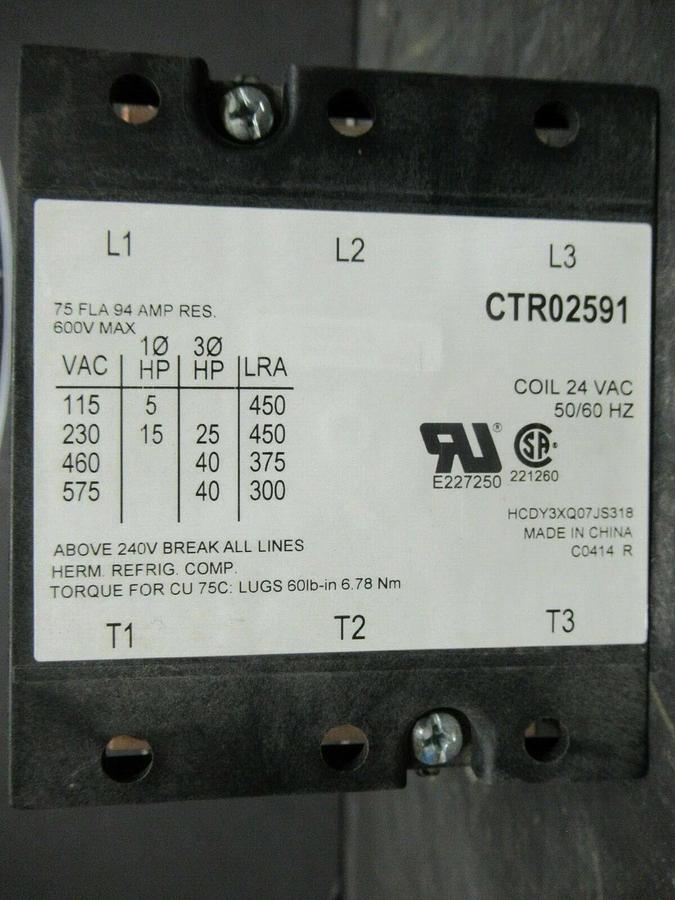 L1 L2 L3
75 FLA 94 AMP RES.
600V MAX
CTR02591
1Ø 3Ø
VAC HP HP LRA
115 5 450
230 15 25 450
460 40 375
575 40 300
COIL 24 VAC
50/60 HZ
RU ® SA
E227250 221260
HCDY3XQ07JS318
MADE IN CHINA
C0414 R
ABOVE 240V BREAK ALL LINES
HERM. REFRIG. COMP.
TORQUE FOR CU 75C: LUGS 60lb-in 6.78 Nm
T1 T2 T3